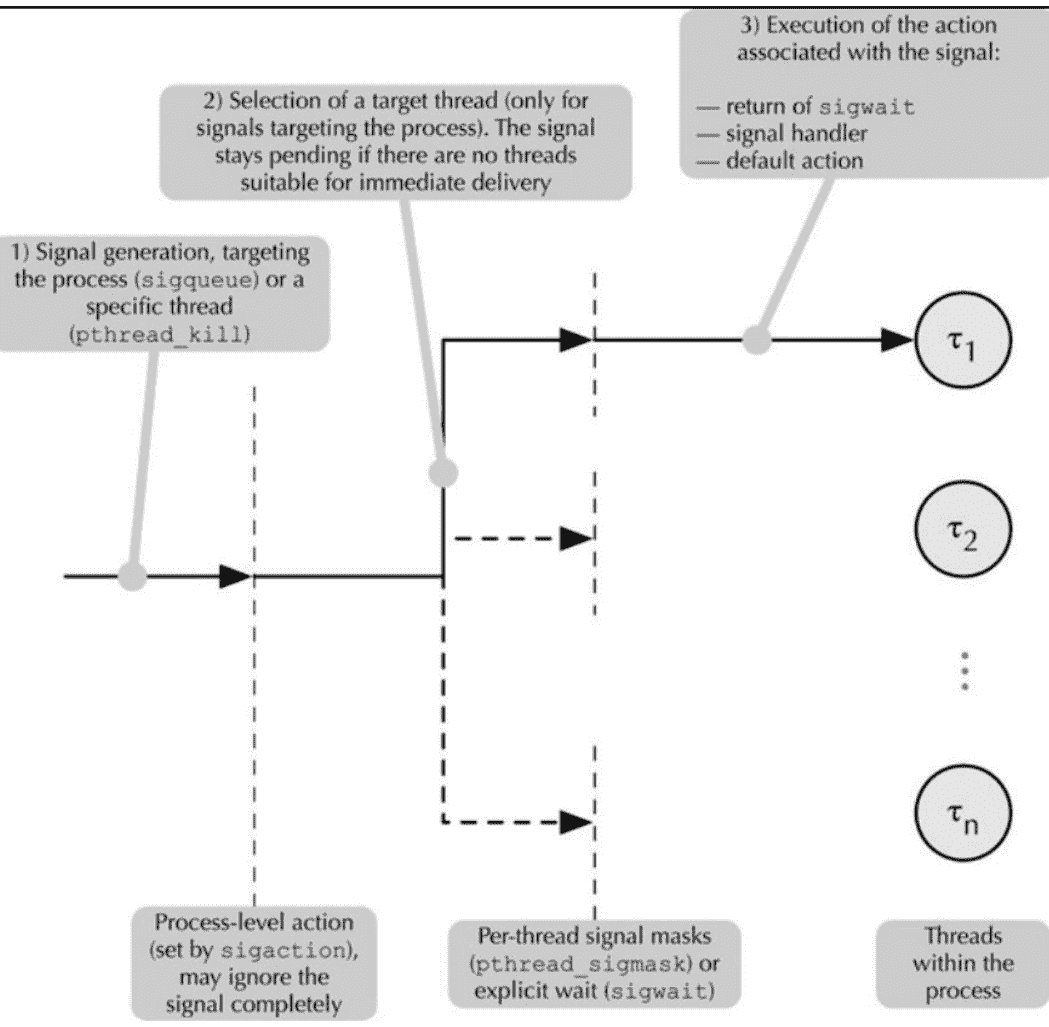 3) Execution of the action
associated with the signal:
— return of sigwait
— signal handler
— default action
2) Selection of a target thread (only for
signals targeting the process). The signal
stays pending if there are no threads
suitable for immediate delivery
1) Signal generation, targeting
the process (sigqueue) or a
specific thread
(pthread_kill)
τ1
τ2
⋮
τn
Process-level action
(set by sigaction),
may ignore the
signal completely
Per-thread signal masks
(pthread_sigmask) or
explicit wait (sigwait)
Threads
within the
process